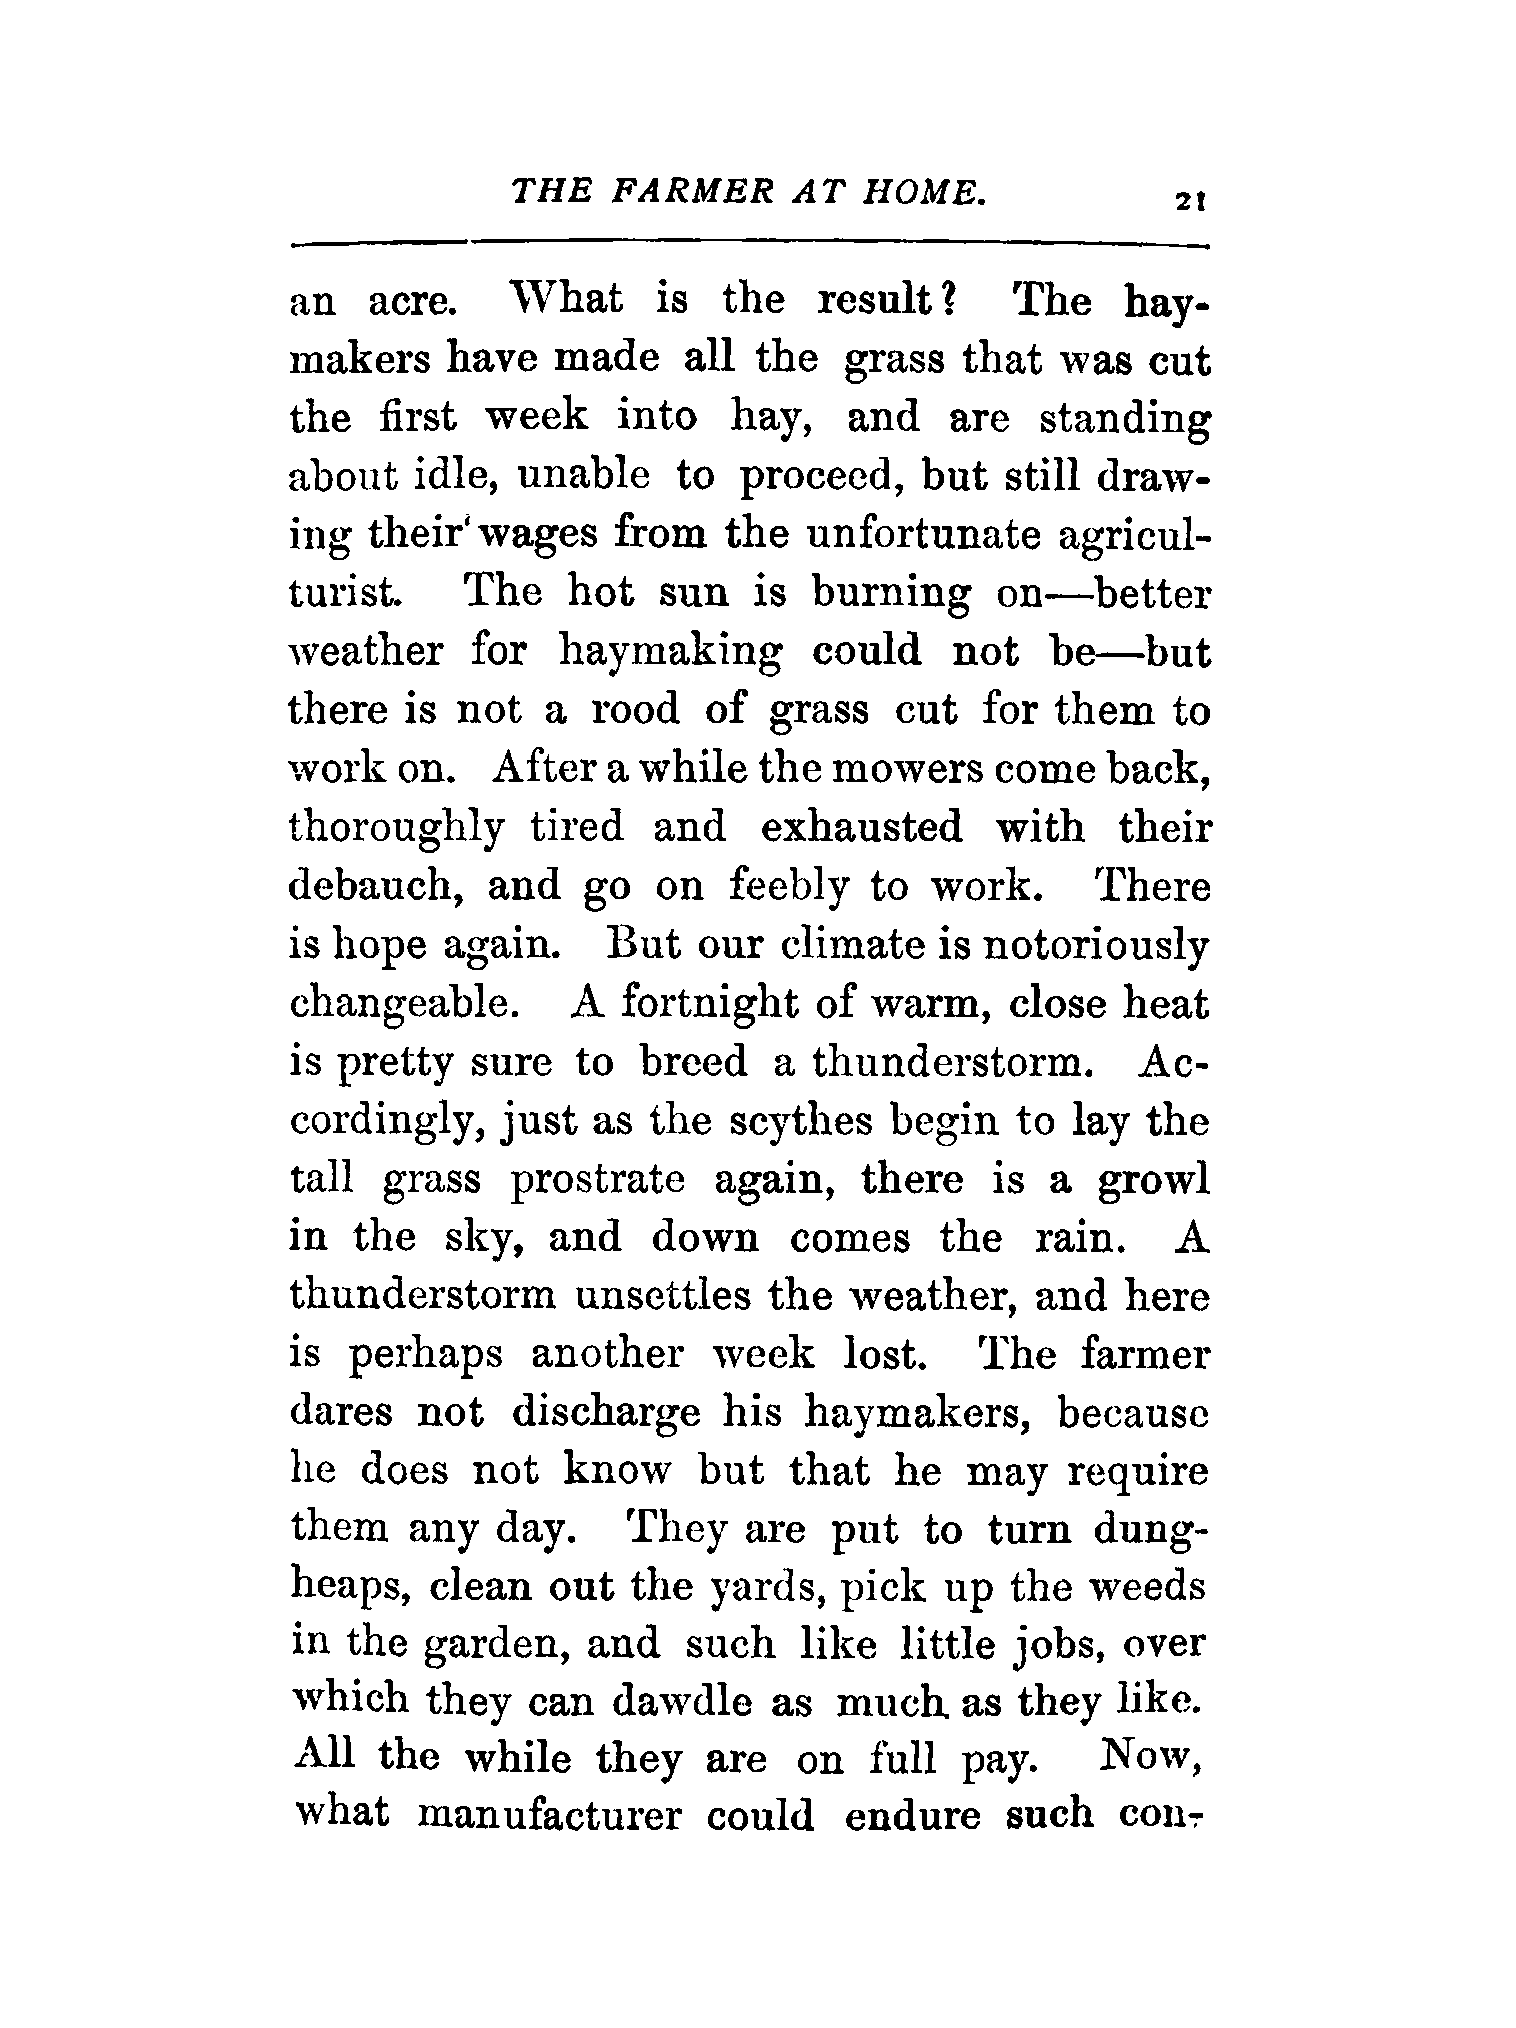 THE FARMER AT HOME. 21
an acre. What is the result? The hay-
makers have made all the grass that was cut
the first week into hay, and are standing
about idle, unable to proceed, but still draw-
ing their wages from the unfortunate agricul-
turist. The hot sun is burning on—better
weather for haymaking could not be—but
there is not a rood of grass cut for them to
work on. After a while the mowers come back,
thoroughly tired and exhausted with their
debauch, and go on feebly to work. There
is hope again. But our climate is notoriously
changeable. A fortnight of warm, close heat
is pretty sure to breed a thunderstorm. Ac-
cordingly, just as the scythes begin to lay the
tall grass prostrate again, there is a growl
in the sky, and down comes the rain. A
thunderstorm unsettles the weather, and here
is perhaps another week lost. The farmer
dares not discharge his haymakers, because
he does not know but that he may require
them any day. They are put to turn dung-
heaps, clean out the yards, pick up the weeds
in the garden, and such like little jobs, over
which they can dawdle as much as they like.
All the while they are on full pay. Now,
what manufacturer could endure such con-